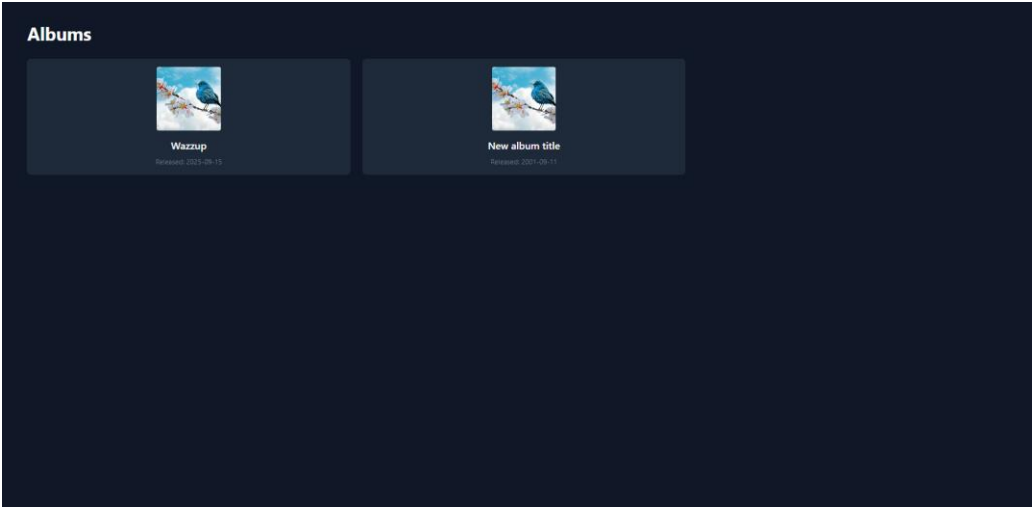 Albums
Wazzup
Released: 2025-09-15
New album title
Released: 2001-09-11